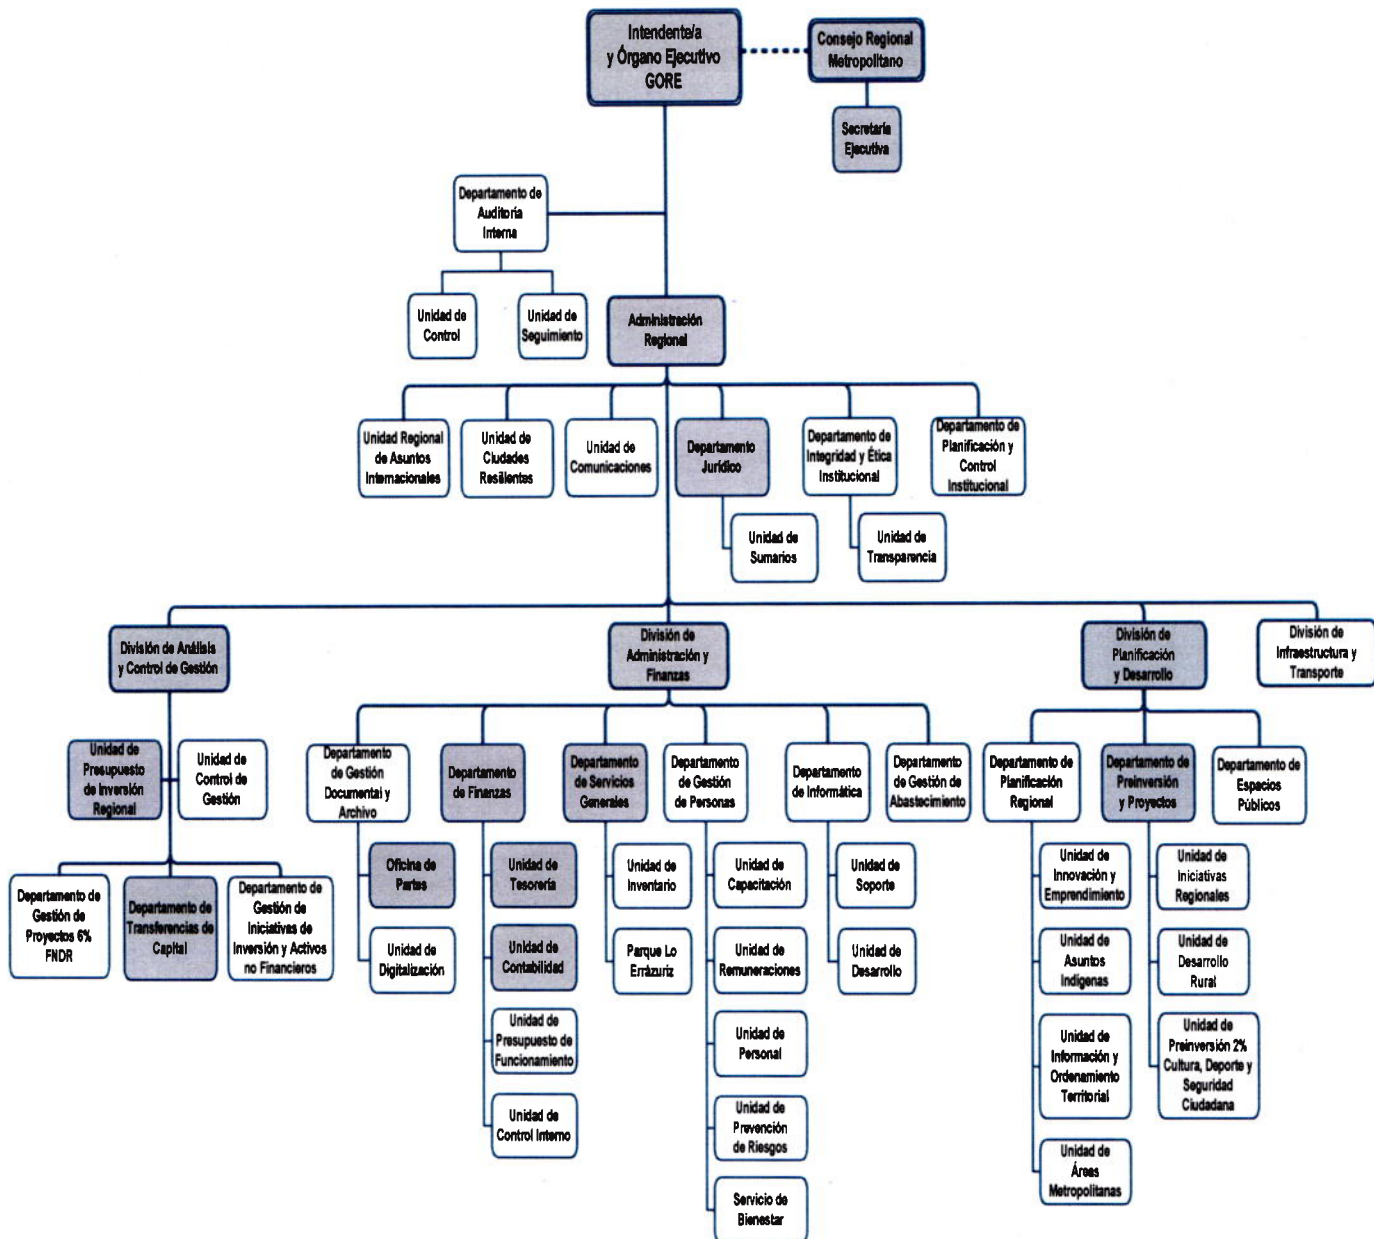 Intendente/a
y Órgano Ejecutivo
GORE
Consejo Regional
Metropolitano
Secretaría
Ejecutiva
Departamento de
Auditoría
Interna
Unidad de
Control
Unidad de
Seguimiento
Administración
Regional
Unidad Regional
de Asuntos
Internacionales
Unidad de
Ciudades
Resilientes
Unidad de
Comunicaciones
Departamento
Jurídico
Departamento de
Integridad y Ética
Institucional
Departamento de
Planificación y
Control
Institucional
Unidad de
Sumarios
Unidad de
Transparencia
División de Análisis
y Control de Gestión
División de
Administración y
Finanzas
División de
Planificación
y Desarrollo
División de
Infraestructura y
Transporte
Unidad de
Presupuesto
de Inversión
Regional
Unidad de
Control de
Gestión
Departamento
de Gestión
Documental y
Archivo
Departamento
de Finanzas
Departamento
de Servicios
Generales
Departamento
de Gestión
de Personas
Departamento
de Informática
Departamento
de Gestión de
Abastecimiento
Departamento de
Planificación
Regional
Departamento de
Preinversión
y Proyectos
Departamento de
Espacios
Públicos
Departamento de
Gestión de
Proyectos 6%
FNDR
Departamento de
Transferencias de
Capital
Departamento de
Gestión de
Iniciativas de
Inversión y Activos
no Financieros
Oficina de
Partes
Unidad de
Digitalización
Unidad de
Tesorería
Unidad de
Contabilidad
Unidad de
Presupuesto de
Funcionamiento
Unidad de
Control Interno
Unidad de
Inventario
Parque Lo
Errázuriz
Unidad de
Capacitación
Unidad de
Remuneraciones
Unidad de
Personal
Unidad de
Prevención
de Riesgos
Servicio de
Bienestar
Unidad de
Soporte
Unidad de
Desarrollo
Unidad de
Innovación y
Emprendimiento
Unidad de
Asuntos
Indígenas
Unidad de
Información y
Ordenamiento
Territorial
Unidad de
Áreas
Metropolitanas
Unidad de
Iniciativas
Regionales
Unidad de
Desarrollo
Rural
Unidad de
Preinversión 2%
Cultura, Deporte y
Seguridad
Ciudadana